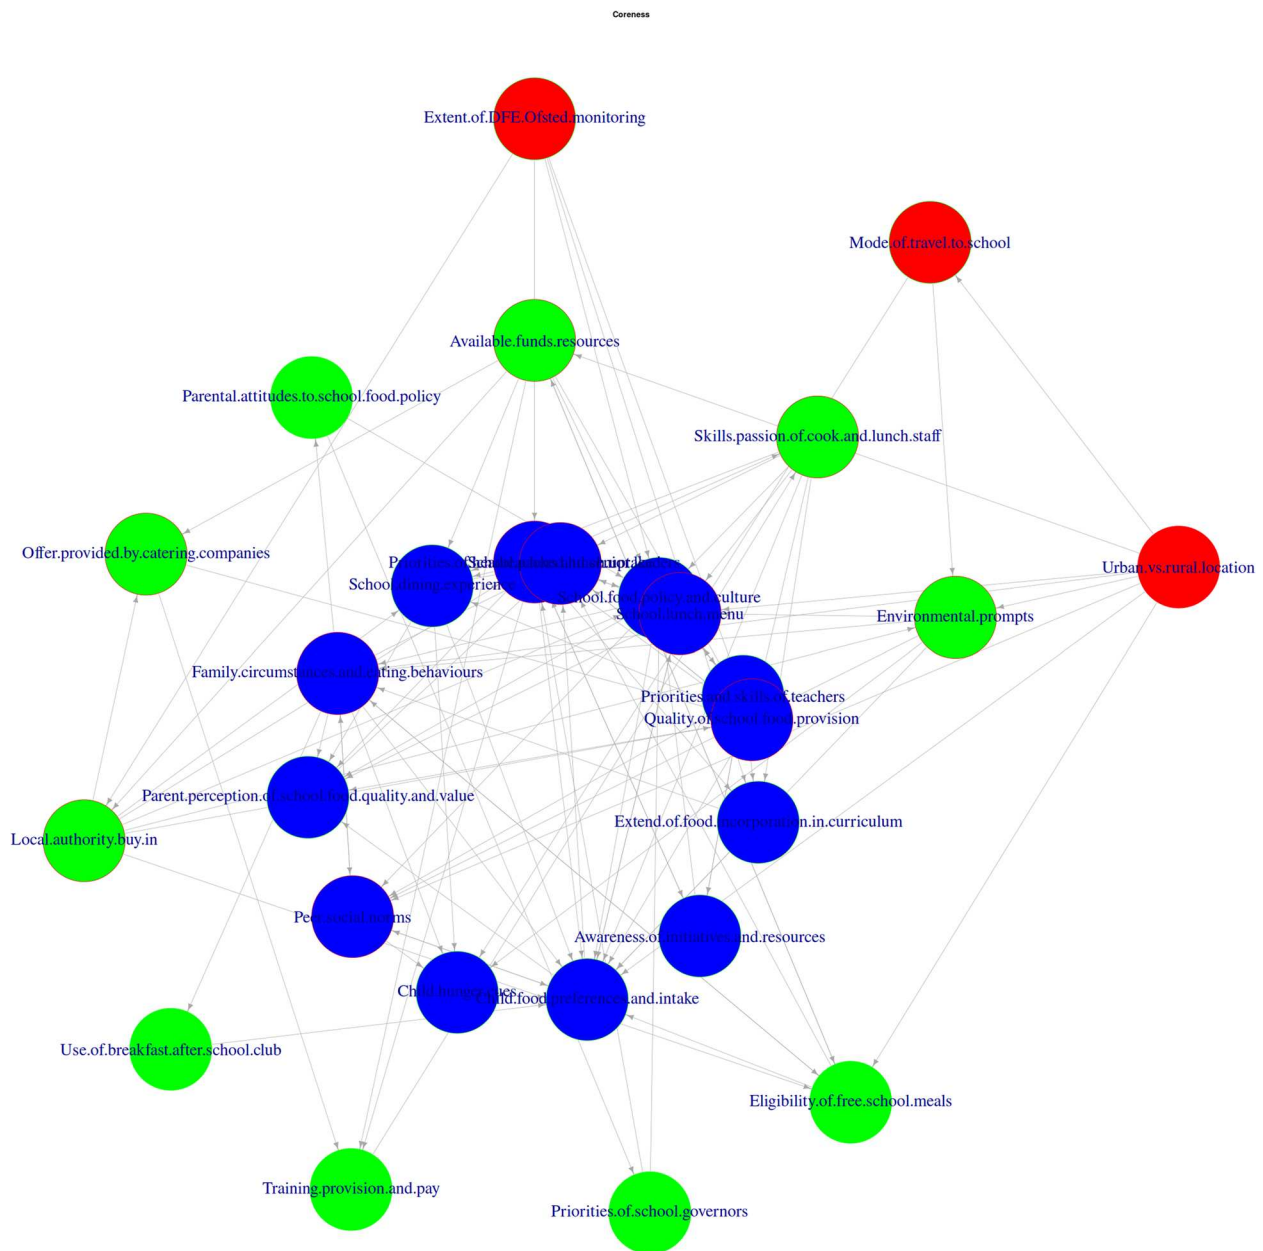 Coreness
Extent.of.DFE.Ofsted.monitoring
Mode.of.travel.to.school
Available.funds.resources
Parental.attitudes.to.school.food.policy
Skills.passion.of.cook.and.lunch.staff
Offer.provided.by.catering.companies
Urban.vs.rural.location
School.dining.experience
School.food.policy.and.culture
School.lunch.menu
Environmental.prompts
Family.circumstances.and.eating.behaviours
Priorities.and.skills.of.teachers
Quality.of.school.food.provision
Parent.perception.of.school.food.quality.and.value
Extend.of.food.incorporation.in.curriculum
Local.authority.buy.in
Peer.social.norms
Awareness.of.initiatives.and.resources
Child.hunger.cues
Child.food.preferences.and.intake
Use.of.breakfast.after.school.club
Eligibility.of.free.school.meals
Training.provision.and.pay
Priorities.of.school.governors